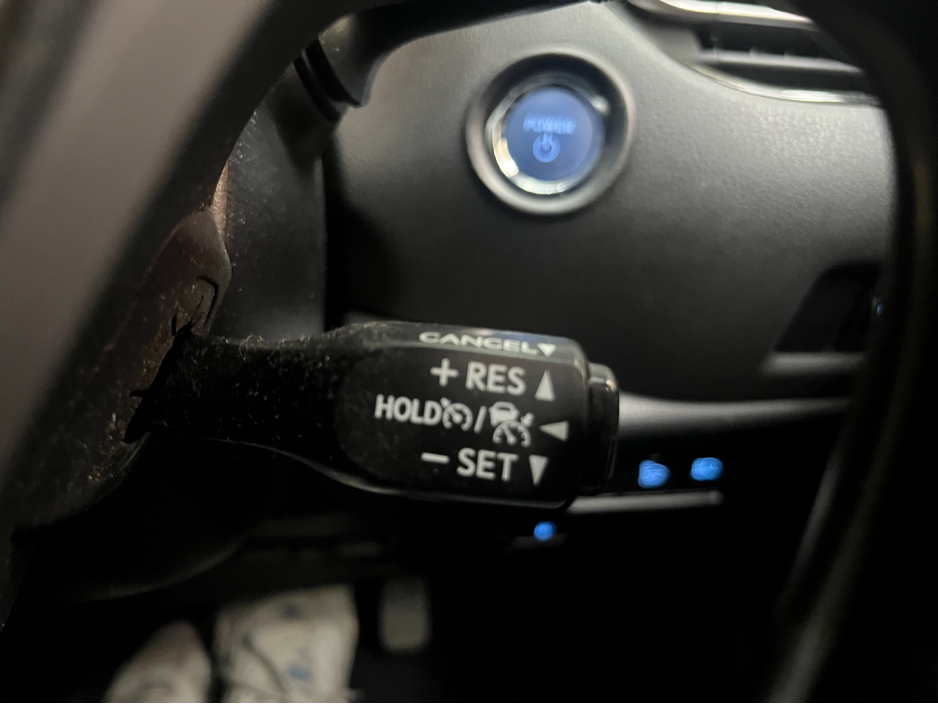 POWER
CANCEL▼
+ RES ▲
HOLD / ◄
− SET ▼